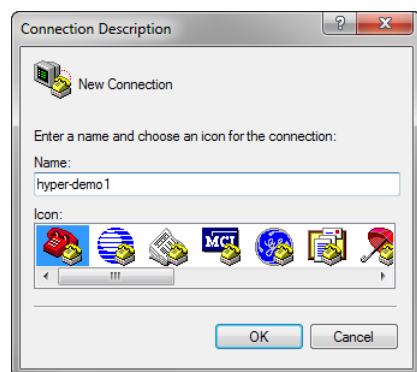 Connection Description
?
New Connection
Enter a name and choose an icon for the connection:
Name:
hyper-demo1
Icon:
MCI
OK
Cancel